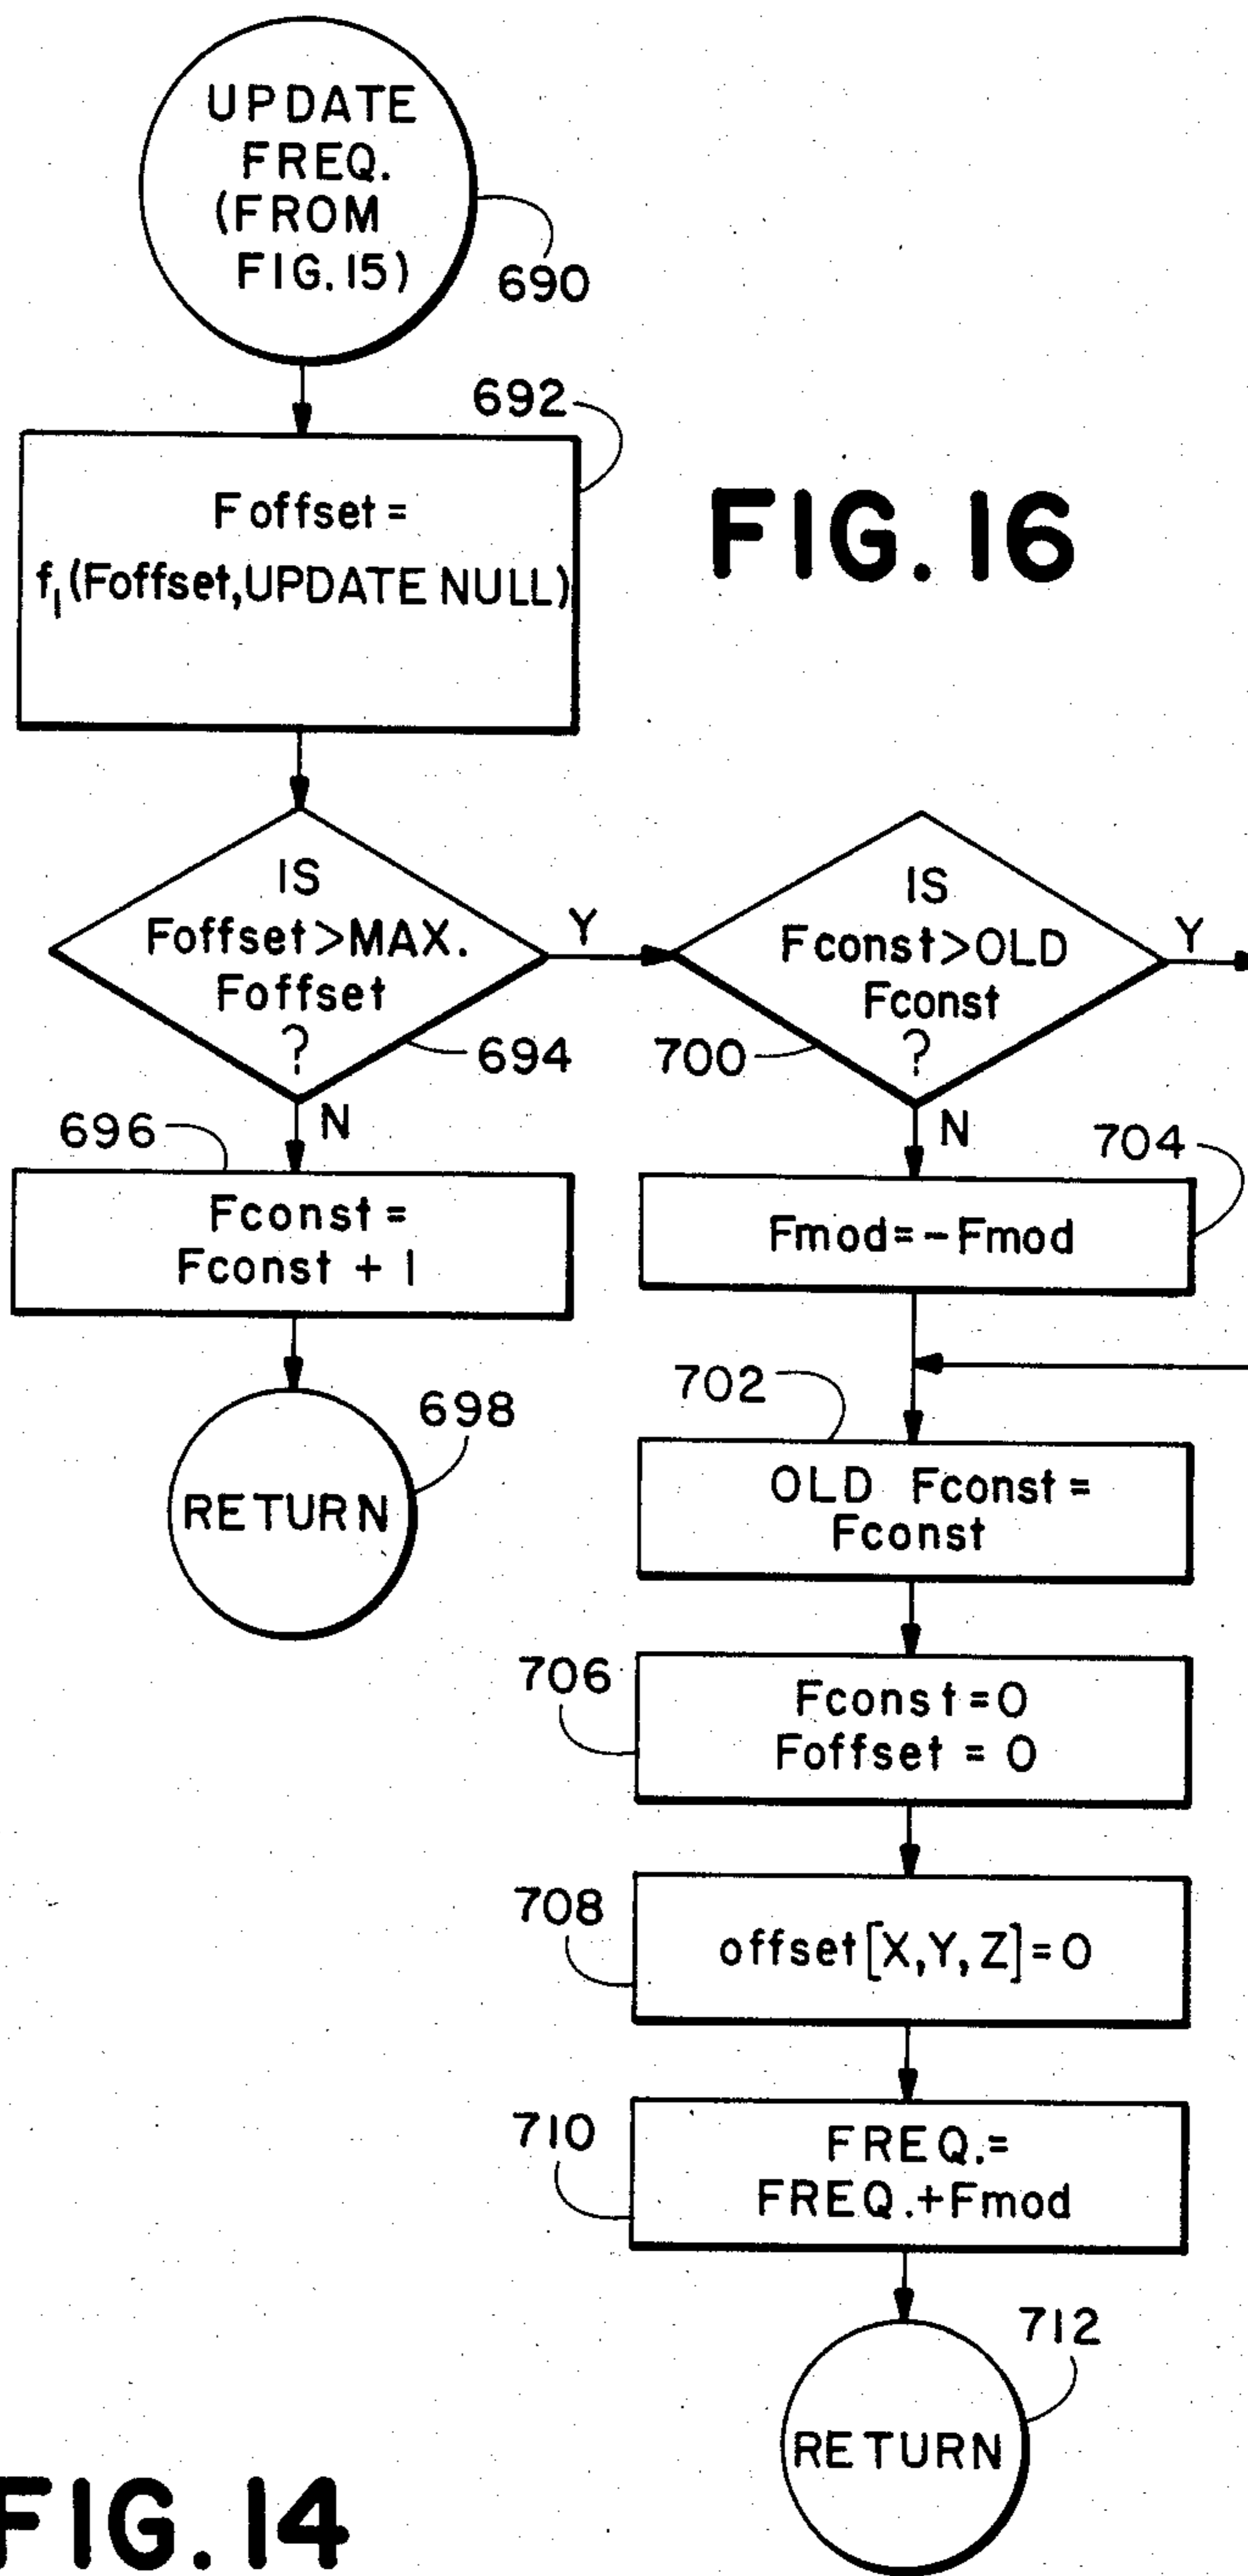 UPDATE
FREQ.
(FROM
FIG. 15)
690
692
F offset =
f1(Foffset,UPDATE NULL)
FIG. 16
IS
Foffset>MAX.
Foffset
?
694
Y
N
IS
Fconst>OLD
Fconst
?
700
Y
N
696
Fconst =
Fconst + 1
698
RETURN
704
Fmod=-Fmod
702
OLD Fconst =
Fconst
706
Fconst=0
Foffset = 0
708
offset[X,Y,Z]=0
710
FREQ.=
FREQ.+Fmod
712
RETURN
FIG. 14